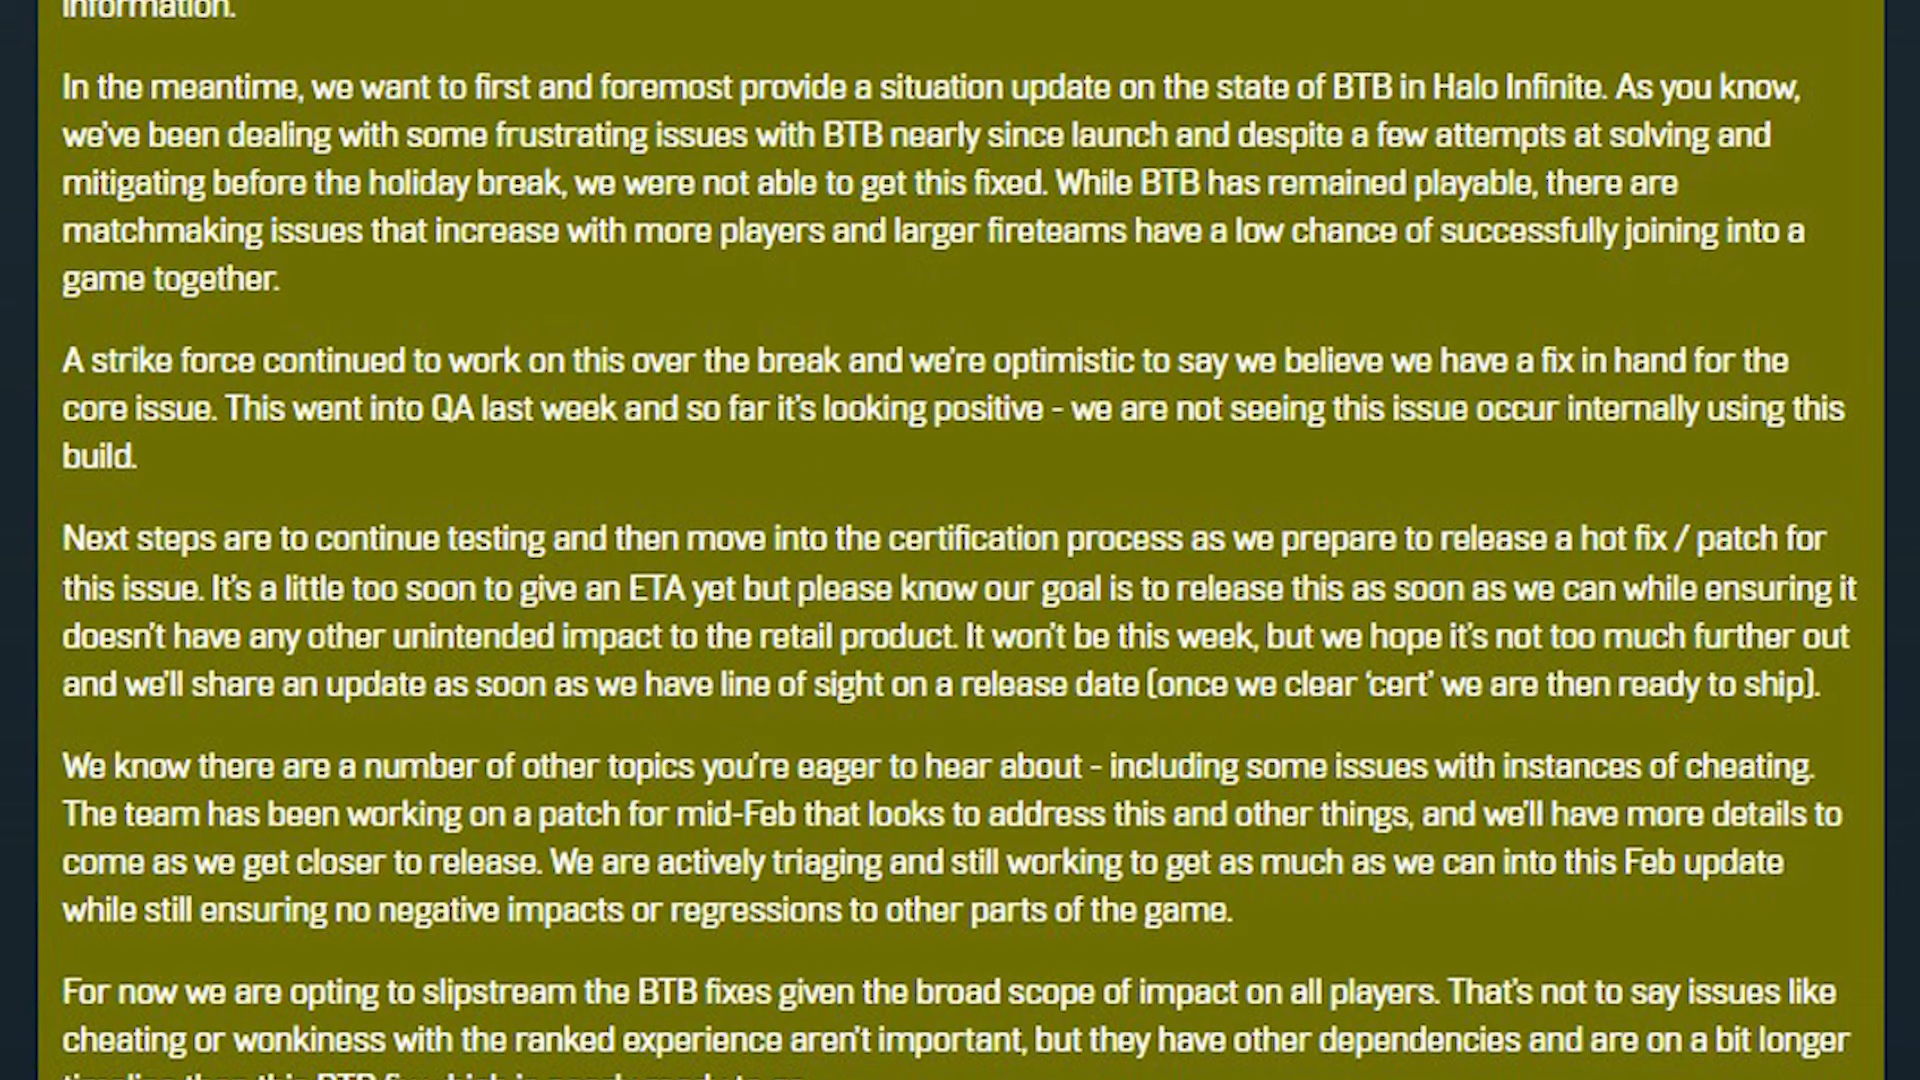 information.
In the meantime, we want to first and foremost provide a situation update on the state of BTB in Halo Infinite. As you know,
we've been dealing with some frustrating issues with BTB nearly since launch and despite a few attempts at solving and
mitigating before the holiday break, we were not able to get this fixed. While BTB has remained playable, there are
matchmaking issues that increase with more players and larger fireteams have a low chance of successfully joining into a
game together.
A strike force continued to work on this over the break and we're optimistic to say we believe we have a fix in hand for the
core issue. This went into QA last week and so far it's looking positive - we are not seeing this issue occur internally using this
build.
Next steps are to continue testing and then move into the certification process as we prepare to release a hot fix / patch for
this issue. It's a little too soon to give an ETA yet but please know our goal is to release this as soon as we can while ensuring it
doesn't have any other unintended impact to the retail product. It won't be this week, but we hope it's not too much further out
and we'll share an update as soon as we have line of sight on a release date (once we clear 'cert' we are then ready to ship).
We know there are a number of other topics you're eager to hear about - including some issues with instances of cheating.
The team has been working on a patch for mid-Feb that looks to address this and other things, and we'll have more details to
come as we get closer to release. We are actively triaging and still working to get as much as we can into this Feb update
while still ensuring no negative impacts or regressions to other parts of the game.
For now we are opting to slipstream the BTB fixes given the broad scope of impact on all players. That's not to say issues like
cheating or wonkiness with the ranked experience aren't important, but they have other dependencies and are on a bit longer